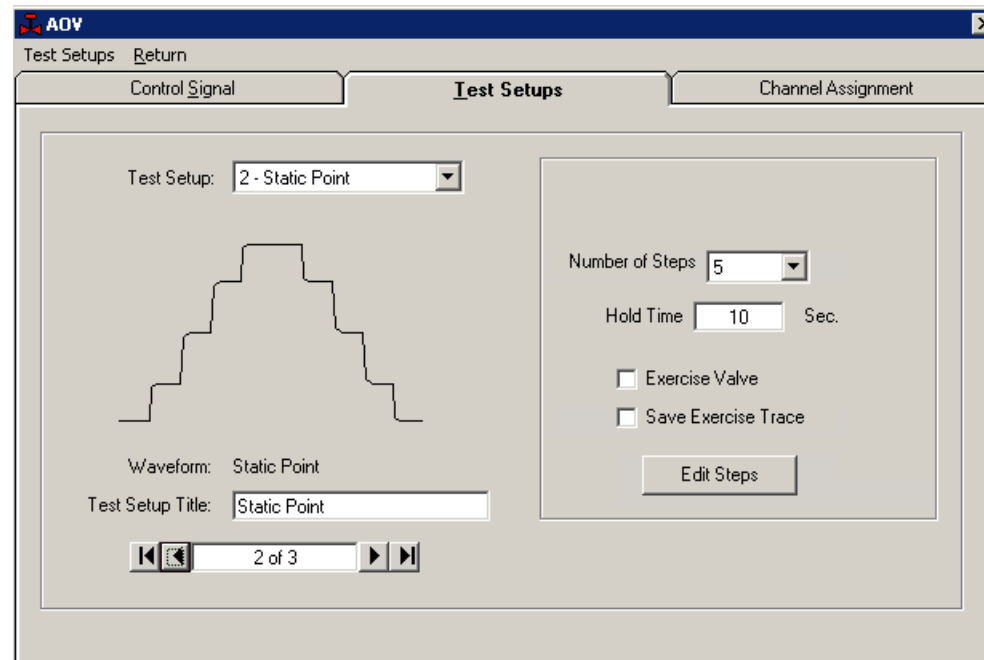 AOV
Test Setups Return
Control Signal Test Setups Channel Assignment
Test Setup: 2 - Static Point
Number of Steps 5
Hold Time 10 Sec.
Exercise Valve
Save Exercise Trace
Edit Steps
Waveform: Static Point
Test Setup Title: Static Point
2 of 3